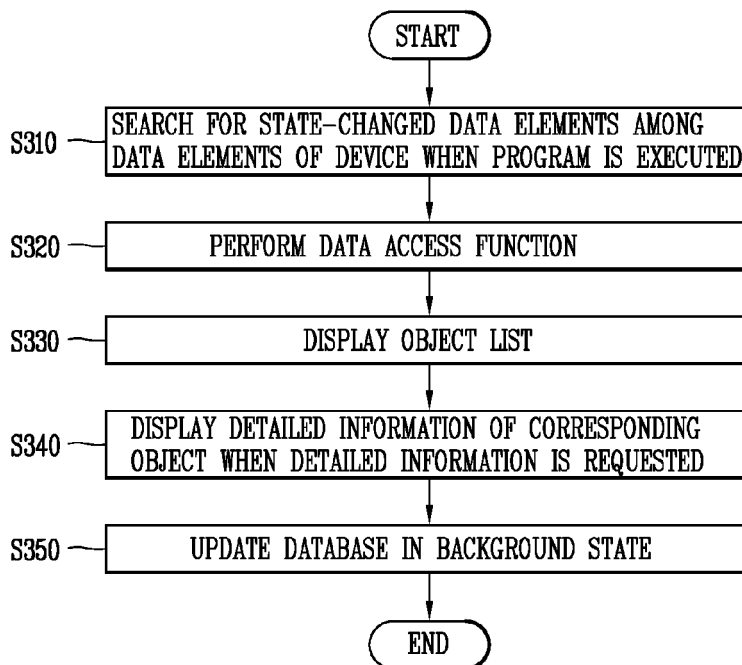 START
S310
SEARCH FOR STATE-CHANGED DATA ELEMENTS AMONG
DATA ELEMENTS OF DEVICE WHEN PROGRAM IS EXECUTED
S320
PERFORM DATA ACCESS FUNCTION
S330
DISPLAY OBJECT LIST
S340
DISPLAY DETAILED INFORMATION OF CORRESPONDING
OBJECT WHEN DETAILED INFORMATION IS REQUESTED
S350
UPDATE DATABASE IN BACKGROUND STATE
END